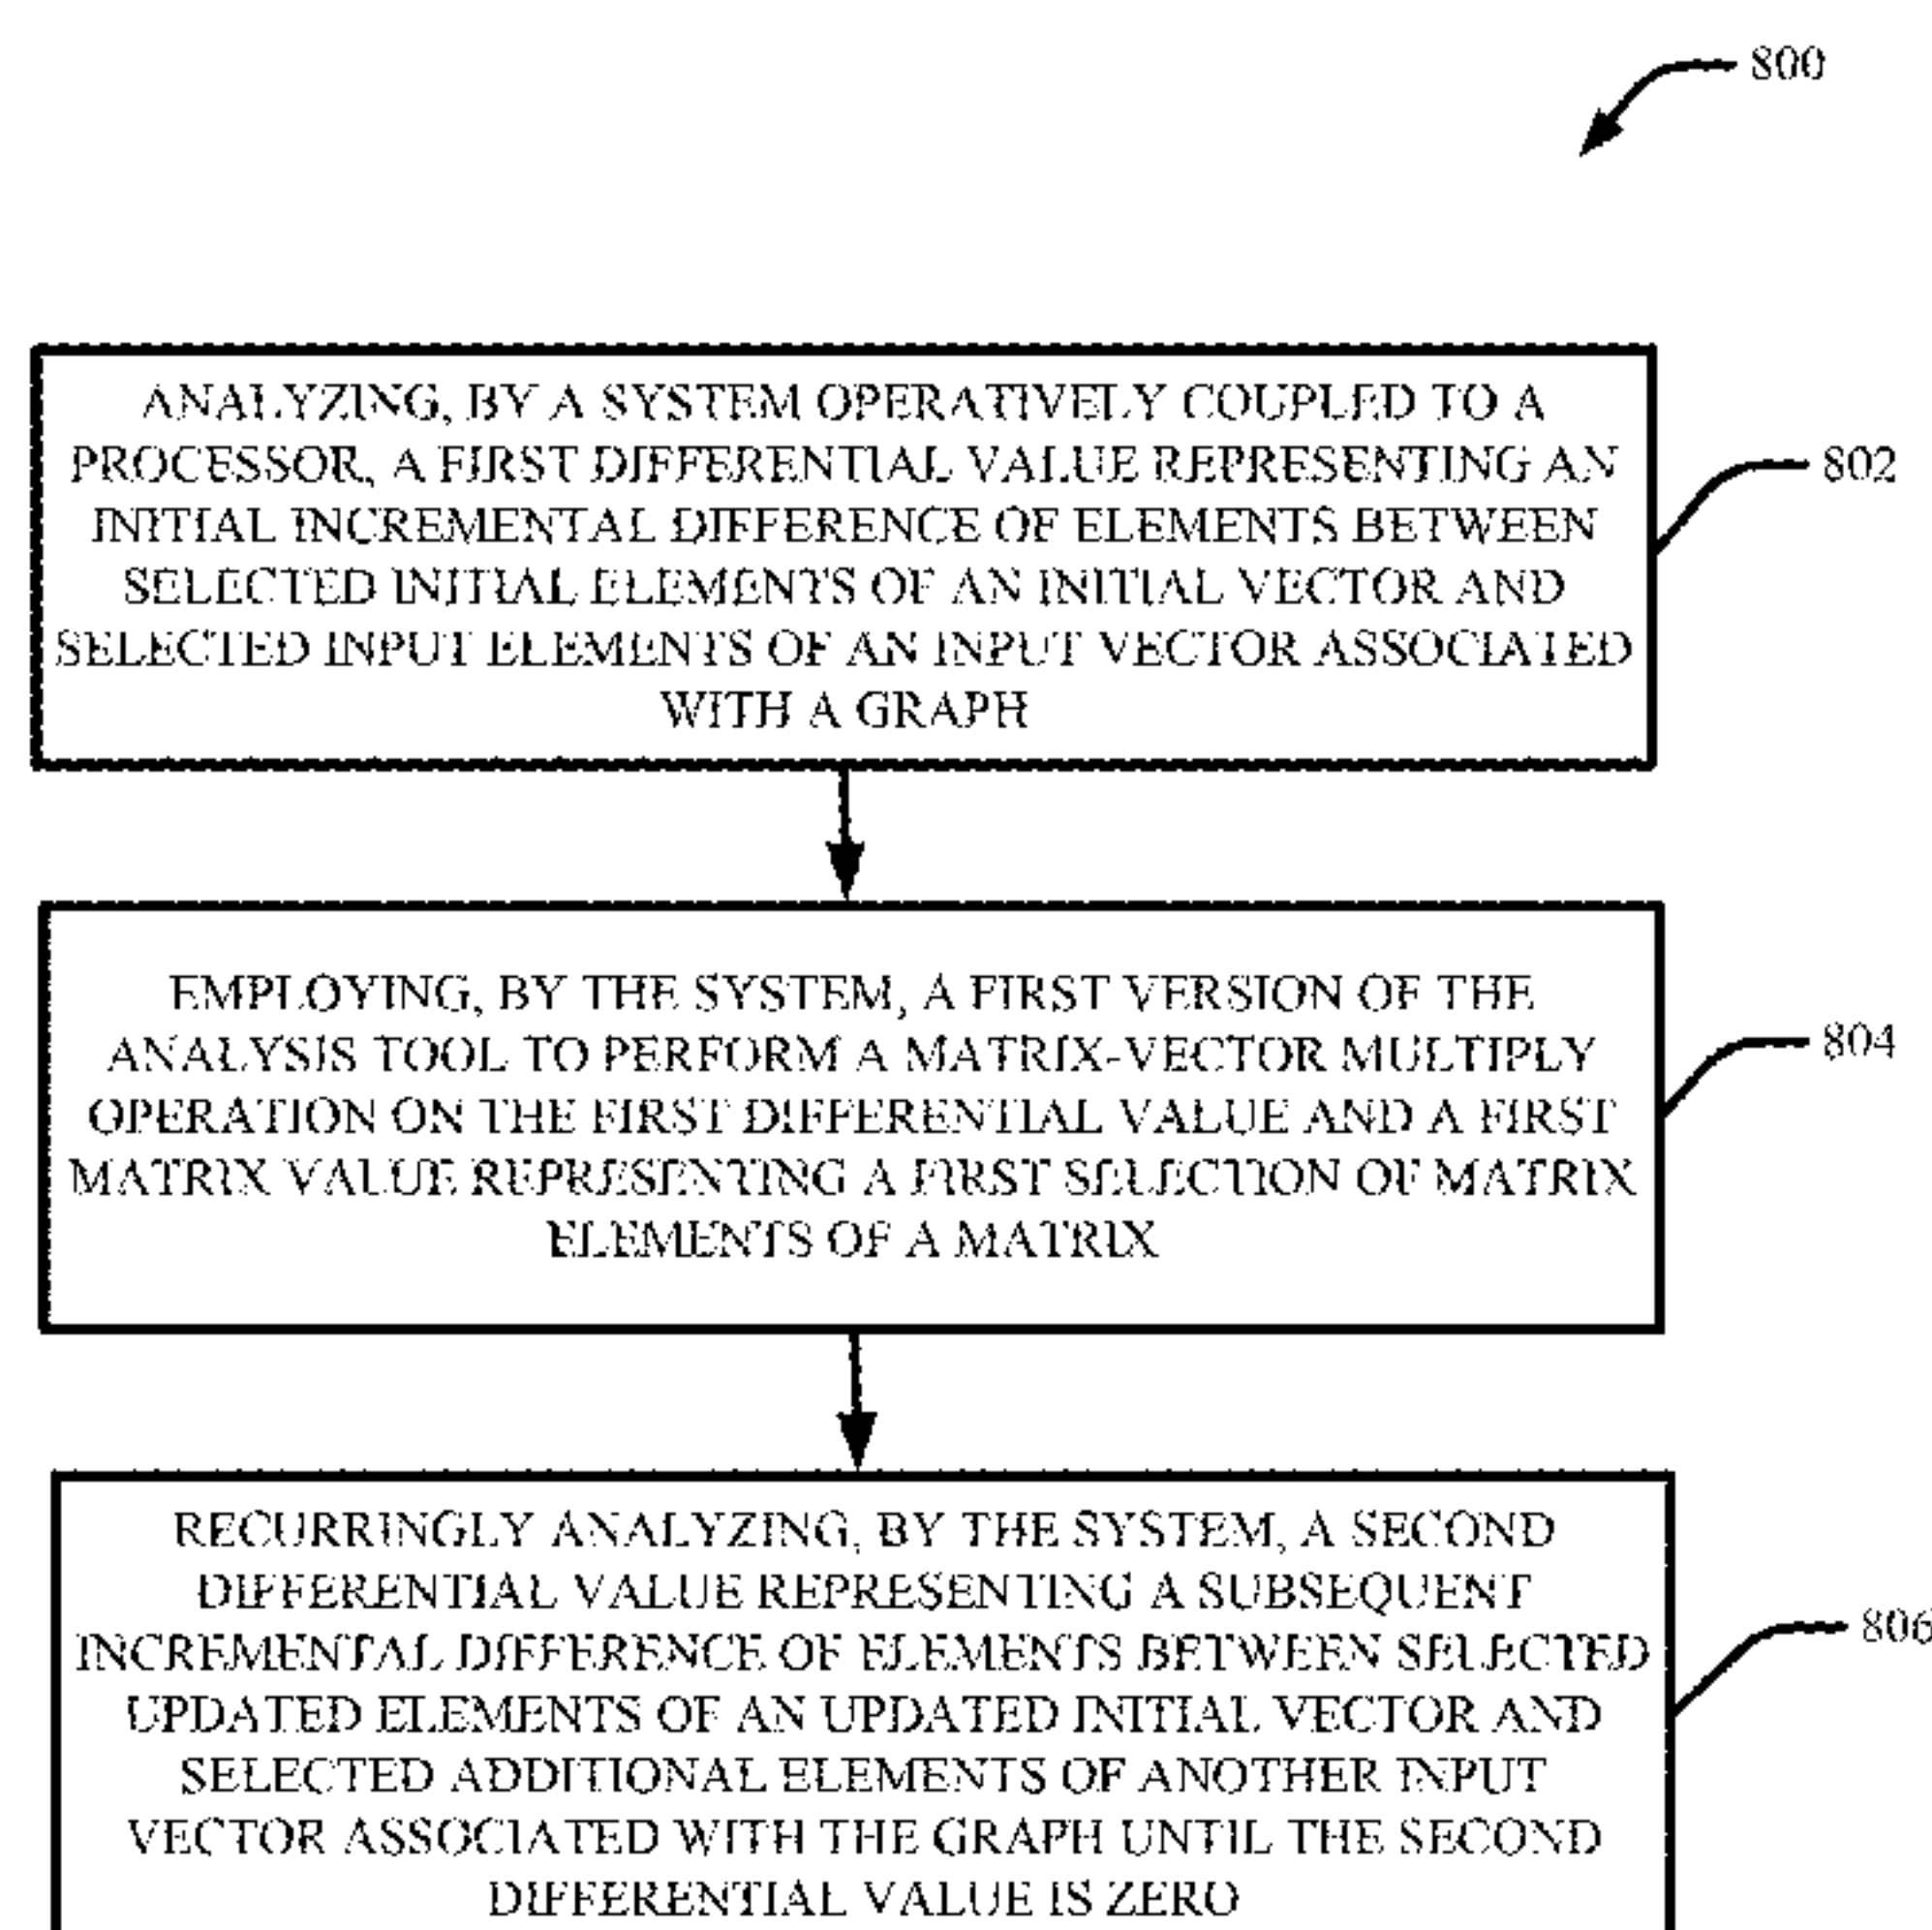 800
ANALYZING, BY A SYSTEM OPERATIVELY COUPLED TO A
PROCESSOR, A FIRST DIFFERENTIAL VALUE REPRESENTING AN
INITIAL INCREMENTAL DIFFERENCE OF ELEMENTS BETWEEN
SELECTED INITIAL ELEMENTS OF AN INITIAL VECTOR AND
SELECTED INPUT ELEMENTS OF AN INPUT VECTOR ASSOCIATED
WITH A GRAPH
802
EMPLOYING, BY THE SYSTEM, A FIRST VERSION OF THE
ANALYSIS TOOL TO PERFORM A MATRIX-VECTOR MULTIPLY
OPERATION ON THE FIRST DIFFERENTIAL VALUE AND A FIRST
MATRIX VALUE REPRESENTING A FIRST SELECTION OF MATRIX
ELEMENTS OF A MATRIX
804
RECURRINGLY ANALYZING, BY THE SYSTEM, A SECOND
DIFFERENTIAL VALUE REPRESENTING A SUBSEQUENT
INCREMENTAL DIFFERENCE OF ELEMENTS BETWEEN SELECTED
UPDATED ELEMENTS OF AN UPDATED INITIAL VECTOR AND
SELECTED ADDITIONAL ELEMENTS OF ANOTHER INPUT
VECTOR ASSOCIATED WITH THE GRAPH UNTIL THE SECOND
DIFFERENTIAL VALUE IS ZERO
806